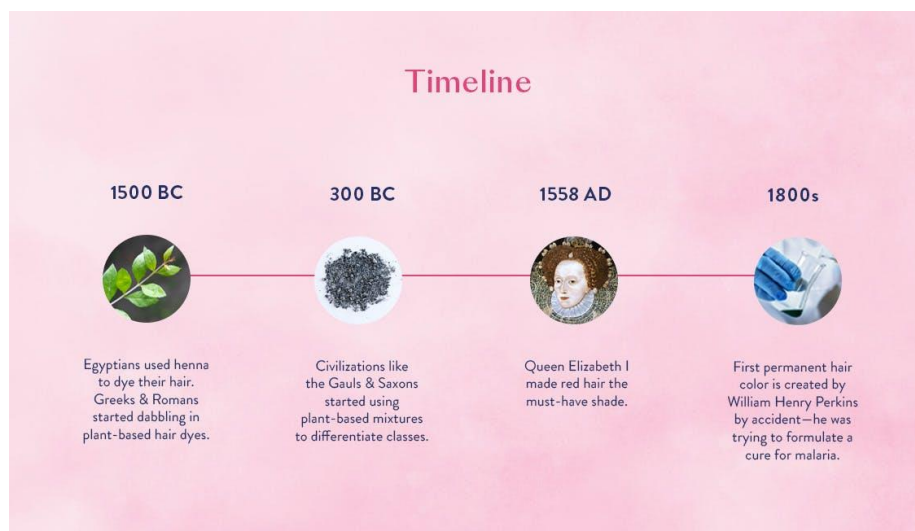 Timeline
1500 BC
Egyptians used henna
to dye their hair.
Greeks & Romans
started dabbling in
plant-based hair dyes.
300 BC
Civilizations like
the Gauls & Saxons
started using
plant-based mixtures
to differentiate classes.
1558 AD
Queen Elizabeth I
made red hair the
must-have shade.
1800s
First permanent hair
color is created by
William Henry Perkins
by accident—he was
trying to formulate a
cure for malaria.